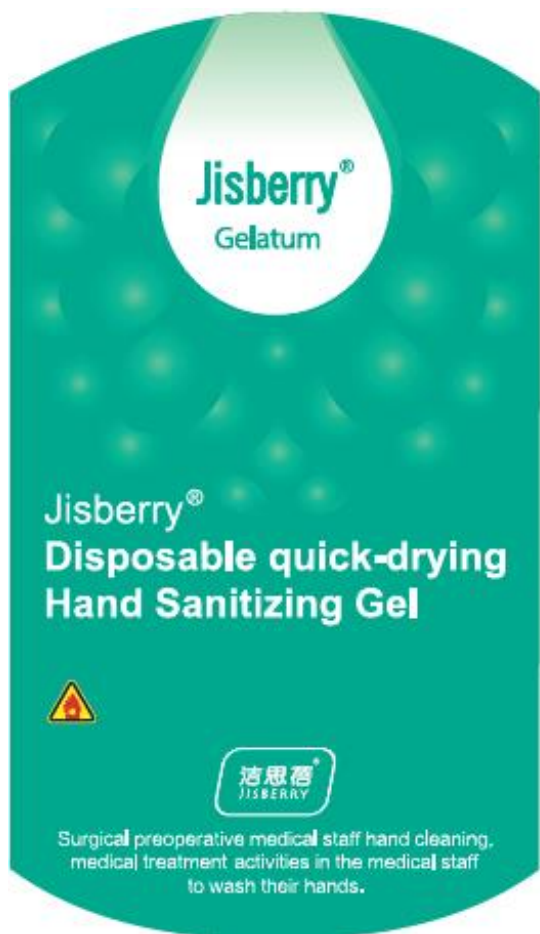 Jisberry®
Gelatum
Jisberry®
Disposable quick-drying
Hand Sanitizing Gel
洁思蓓®
JISBERRY
Surgical preoperative medical staff hand cleaning,
medical treatment activities in the medical staff
to wash their hands.